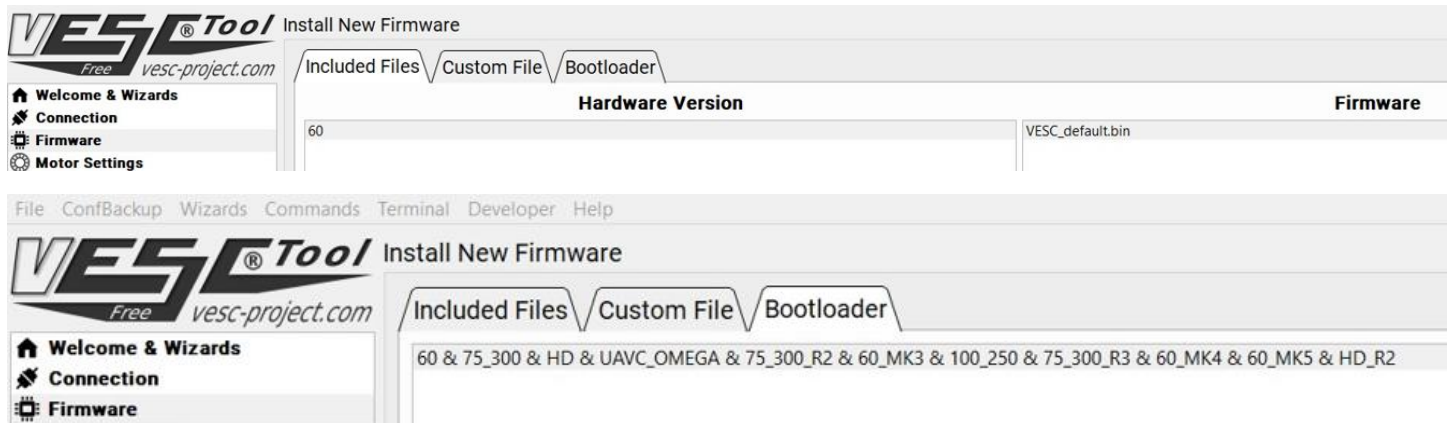 VESC® Tool
Free vesc-project.com
Install New Firmware
Included Files Custom File Bootloader
Welcome & Wizards
Connection
Firmware
Motor Settings
Hardware Version Firmware
60 VESC_default.bin
File ConfBackup Wizards Commands Terminal Developer Help
VESC® Tool
Free vesc-project.com
Install New Firmware
Included Files Custom File Bootloader
Welcome & Wizards
Connection
Firmware
60 & 75_300 & HD & UAVC_OMEGA & 75_300_R2 & 60_MK3 & 100_250 & 75_300_R3 & 60_MK4 & 60_MK5 & HD_R2